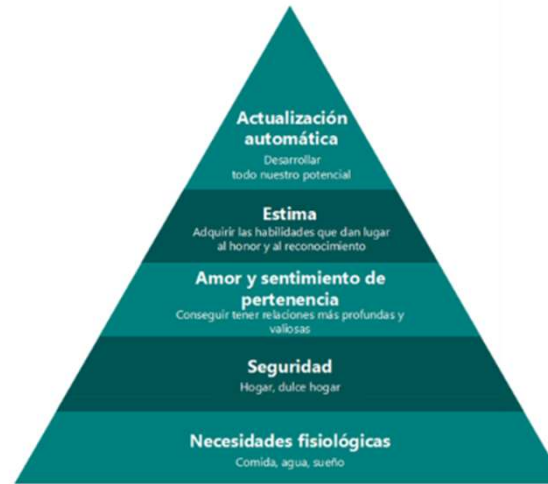 Actualización
automática
Desarrollar
todo nuestro potencial
Estima
Adquirir las habilidades que dan lugar
al honor y al reconocimiento
Amor y sentimiento de
pertenencia
Conseguir tener relaciones más profundas y
valiosas
Seguridad
Hogar, dulce hogar
Necesidades fisiológicas
Comida, agua, sueño